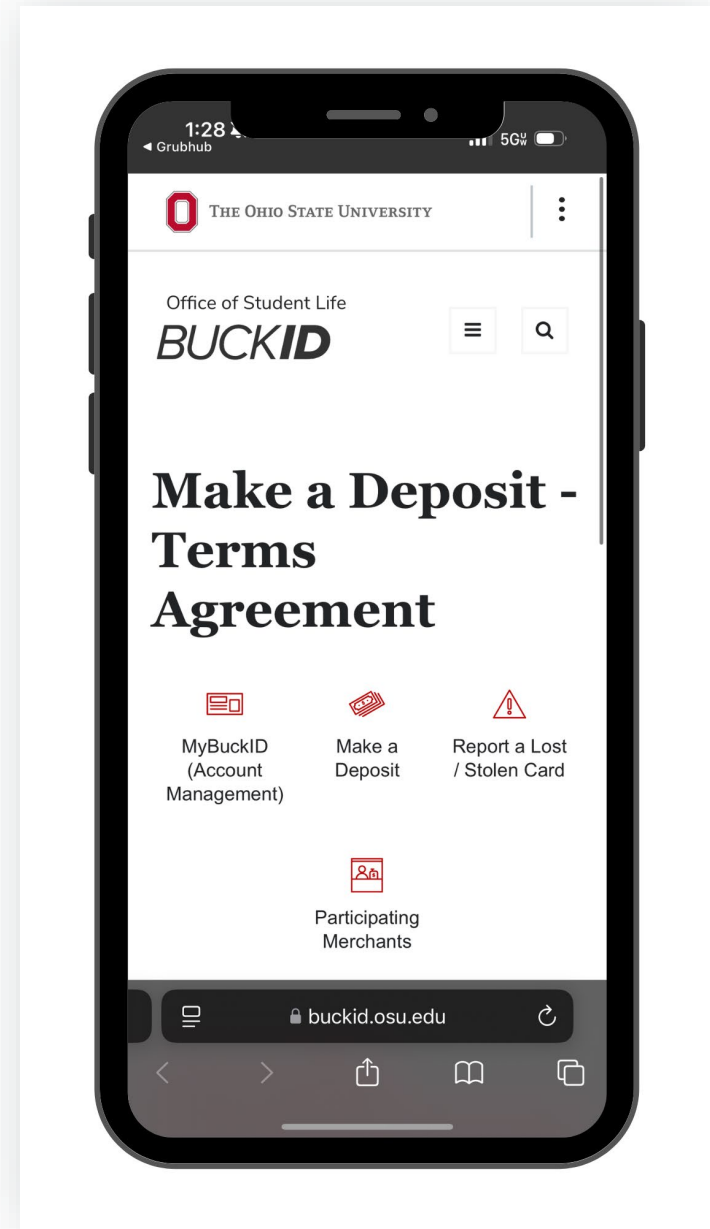 1:28
◀ Grubhub
5G UW
THE OHIO STATE UNIVERSITY
Office of Student Life
BUCKID
Make a Deposit -
Terms
Agreement
MyBuckID
(Account
Management)
Make a
Deposit
Report a Lost
/ Stolen Card
Participating
Merchants
buckid.osu.edu